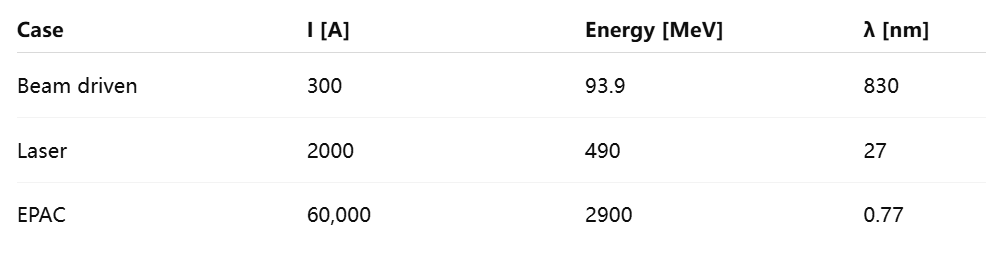 Case I [A] Energy [MeV] λ [nm]
Beam driven 300 93.9 830
Laser 2000 490 27
EPAC 60,000 2900 0.77